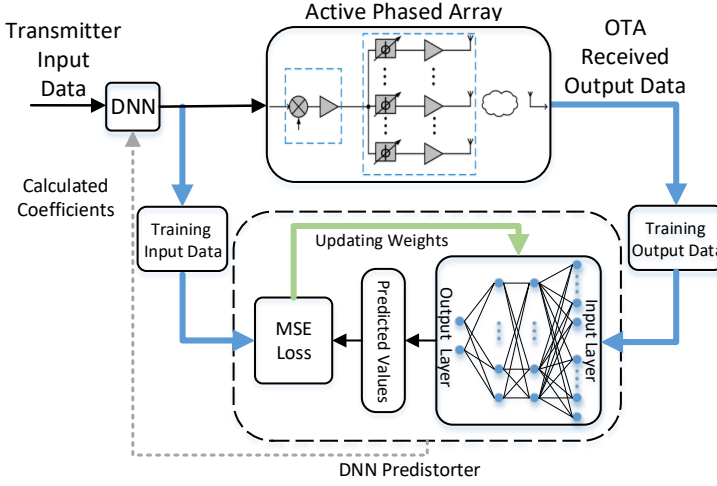 Active Phased Array
Transmitter
Input
Data
OTA
Received
Output Data
DNN
Calculated
Coefficients
Training
Input Data
Training
Output Data
Updating Weights
MSE
Loss
Predicted Values
Output Layer
Input Layer
DNN Predistorter